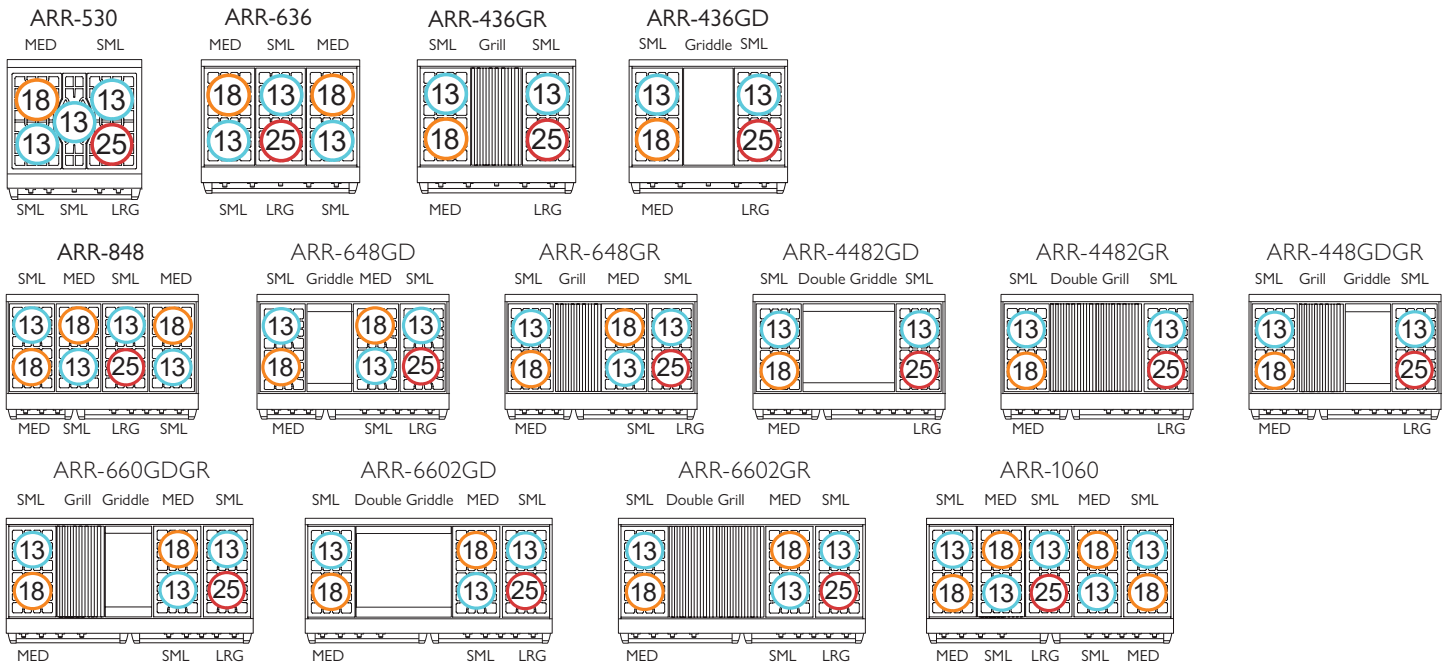 ARR-530 ARR-636 ARR-436GR ARR-436GD
MED SML MED SML MED SML Grill SML SML Griddle SML
18 13 18 13 18 13 13 13 13
13
13 25 13 25 13 18 25 18 25
SML SML LRG SML LRG SML MED LRG MED LRG
ARR-848 ARR-648GD ARR-648GR ARR-4482GD ARR-4482GR ARR-448GDGR
SML MED SML MED SML Griddle MED SML SML Grill MED SML SML Double Griddle SML SML Double Grill SML SML Grill Griddle SML
13 18 13 18 13 18 13 13 18 13 13 13 13 13 13 13
18 13 25 13 18 13 25 18 13 25 18 25 18 25 18 25
MED SML LRG SML MED SML LRG MED SML LRG MED LRG MED LRG MED LRG
ARR-660GDGR ARR-6602GD ARR-6602GR ARR-1060
SML Grill Griddle MED SML SML Double Griddle MED SML SML Double Grill MED SML SML MED SML MED SML
13 18 13 13 18 13 13 18 13 13 18 13 18 13
18 13 25 18 13 25 18 13 25 18 13 25 13 18
MED SML LRG MED SML LRG MED SML LRG MED SML LRG SML MED